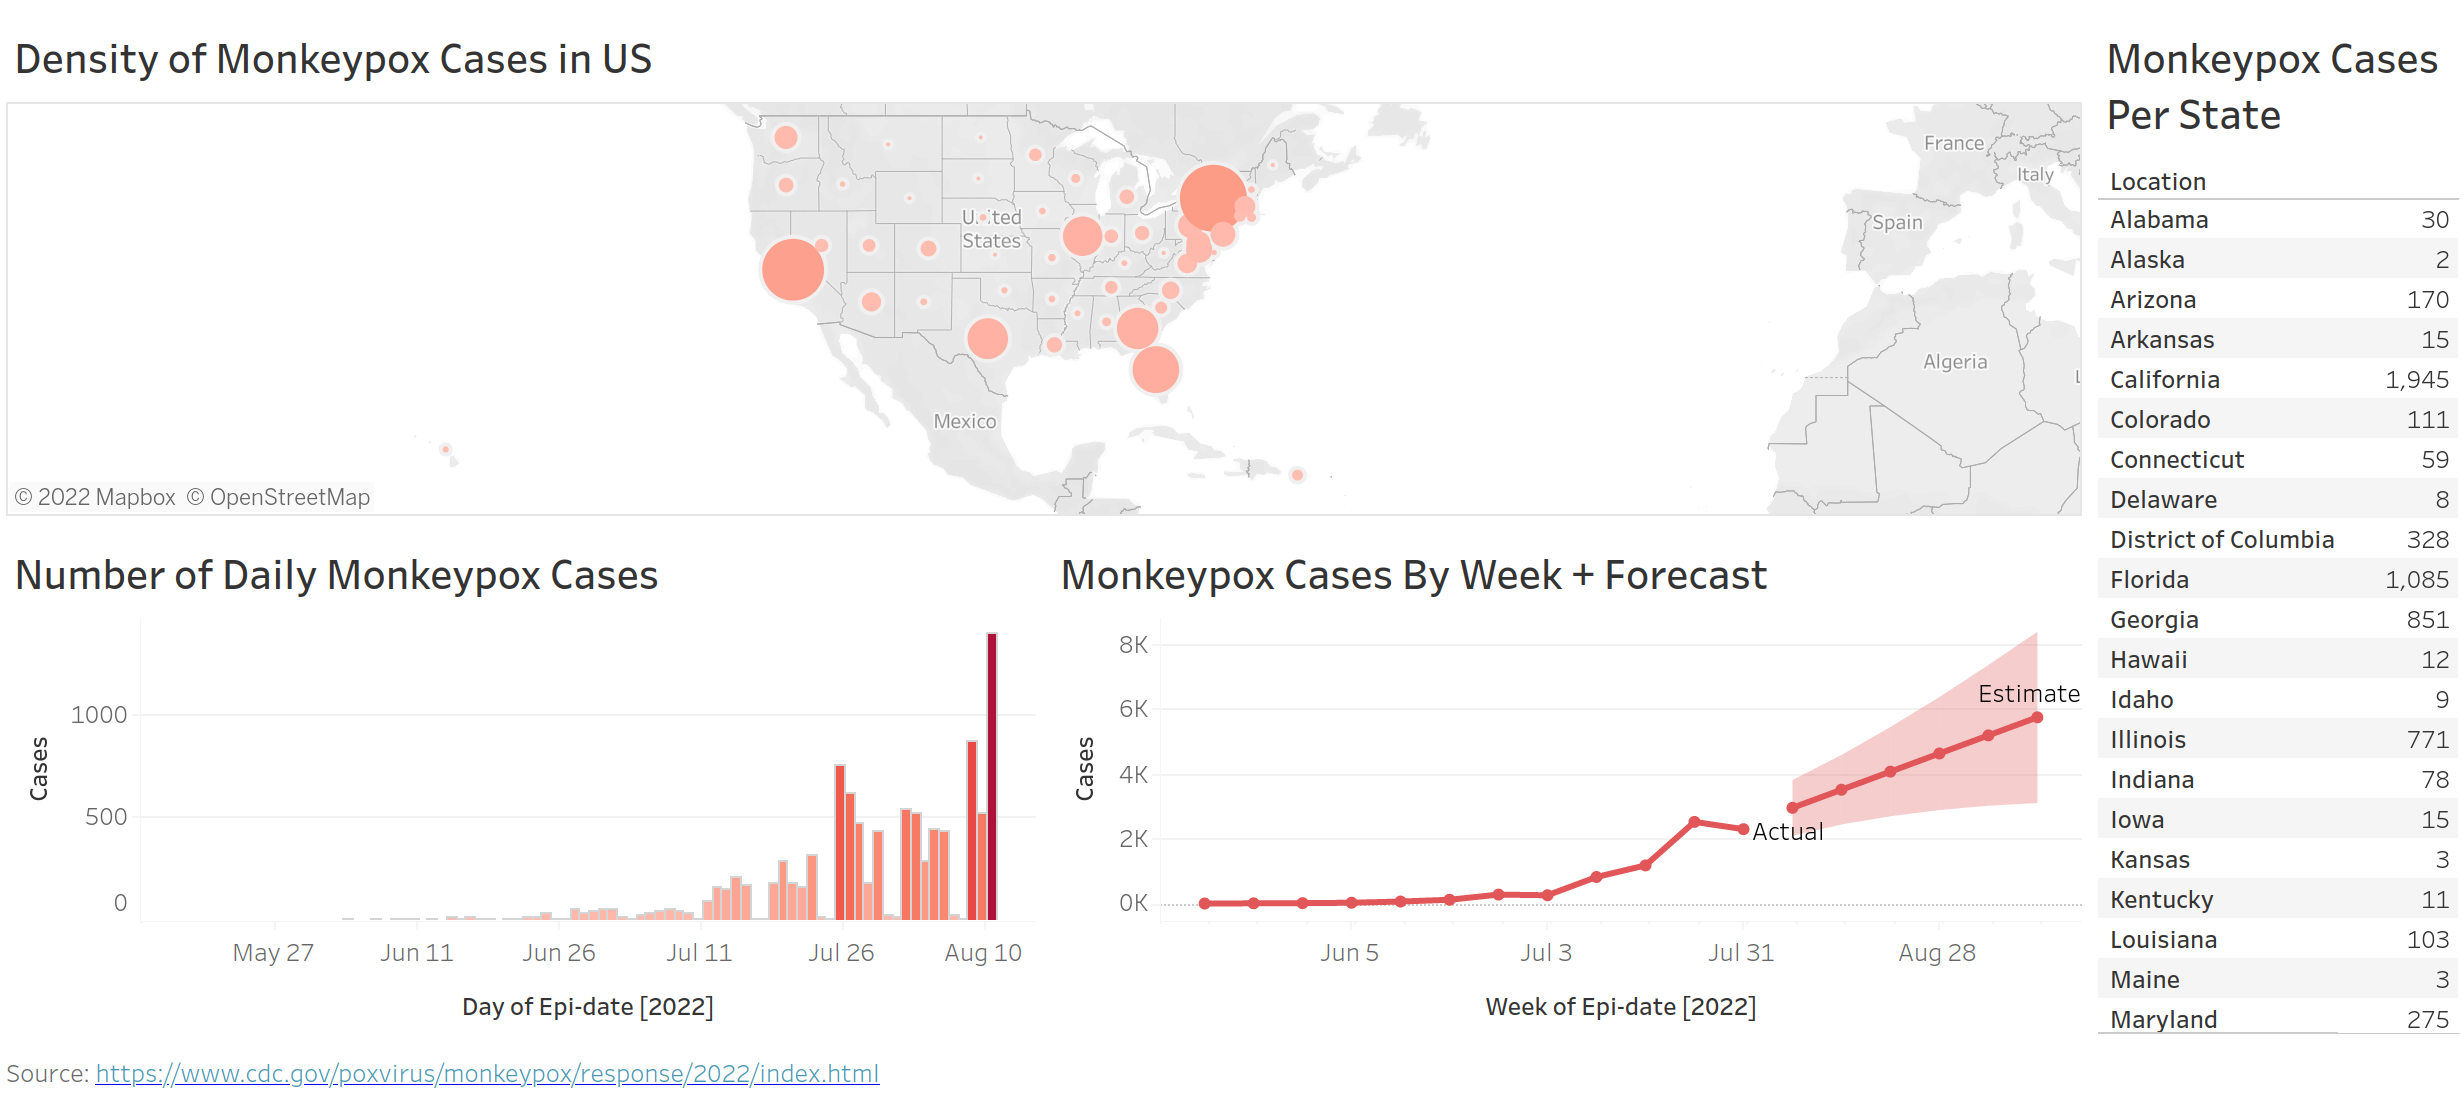 Density of Monkeypox Cases in US
United
States
Mexico
France
Italy
Spain
Algeria
L
© 2022 Mapbox © OpenStreetMap
Number of Daily Monkeypox Cases
Cases
1000
500
0
May 27
Jun 11
Jun 26
Jul 11
Jul 26
Aug 10
Day of Epi-date [2022]
Monkeypox Cases By Week + Forecast
Cases
8K
6K
4K
2K
0K
Estimate
Actual
Jun 5
Jul 3
Jul 31
Aug 28
Week of Epi-date [2022]
Monkeypox Cases
Per State
Location
Alabama 30
Alaska 2
Arizona 170
Arkansas 15
California 1,945
Colorado 111
Connecticut 59
Delaware 8
District of Columbia 328
Florida 1,085
Georgia 851
Hawaii 12
Idaho 9
Illinois 771
Indiana 78
Iowa 15
Kansas 3
Kentucky 11
Louisiana 103
Maine 3
Maryland 275
Source: https://www.cdc.gov/poxvirus/monkeypox/response/2022/index.html